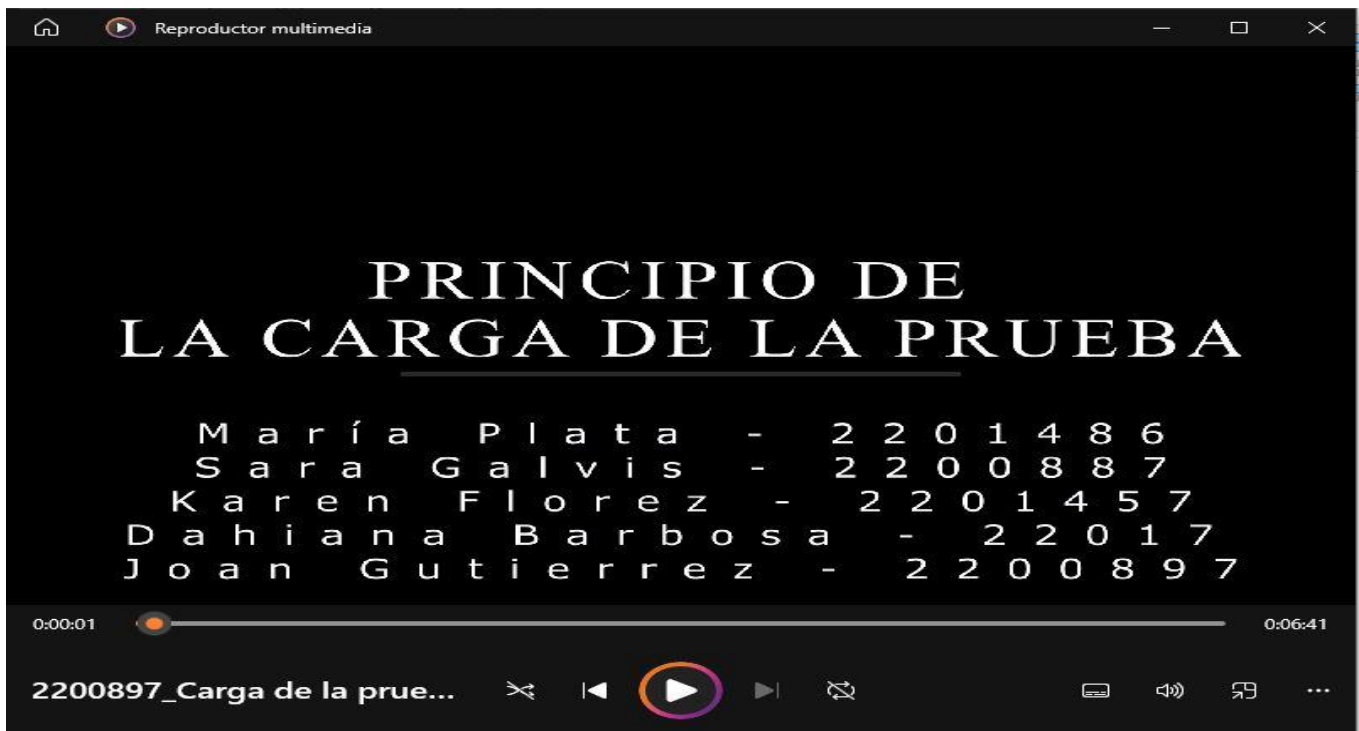 Reproductor multimedia
PRINCIPIO DE
LA CARGA DE LA PRUEBA
María Plata - 2201486
Sara Galvis - 2200887
Karen Florez - 2201457
Dahiana Barbosa - 22017
Joan Gutierrez - 2200897
0:00:01
0:06:41
2200897_Carga de la prue...